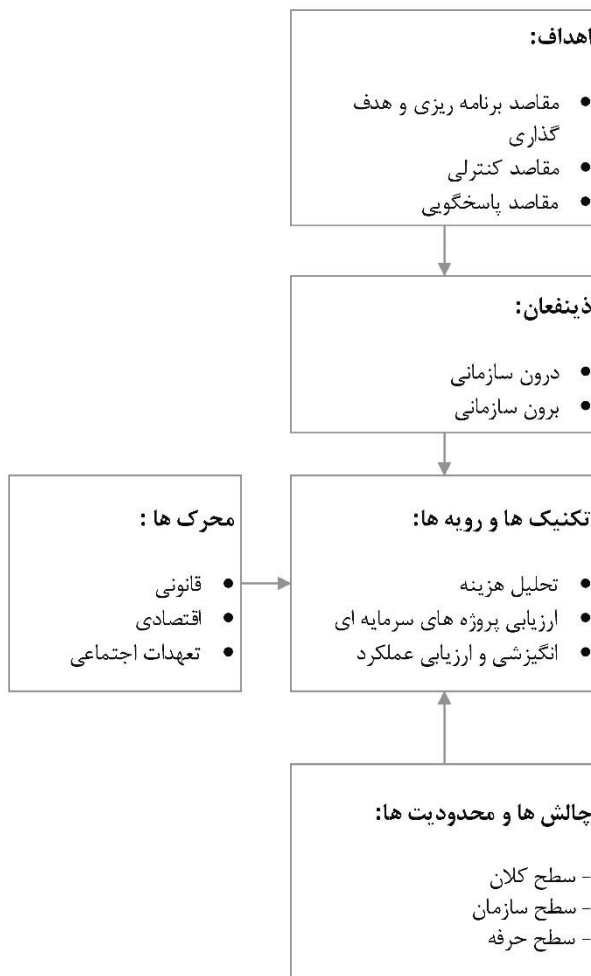 اهداف:
• مقاصد برنامه ریزی و هدف
گذاری
• مقاصد کنترلی
• مقاصد پاسخگویی
ذینفعان:
• درون سازمانی
• برون سازمانی
تکنیک ها و رویه ها:
• تحلیل هزینه
• ارزیابی پروژه های سرمایه ای
• انگیزشی و ارزیابی عملکرد
محرک ها :
• قانونی
• اقتصادی
• تعهدات اجتماعی
چالش ها و محدودیت ها:
- سطح کلان
- سطح سازمان
- سطح حرفه